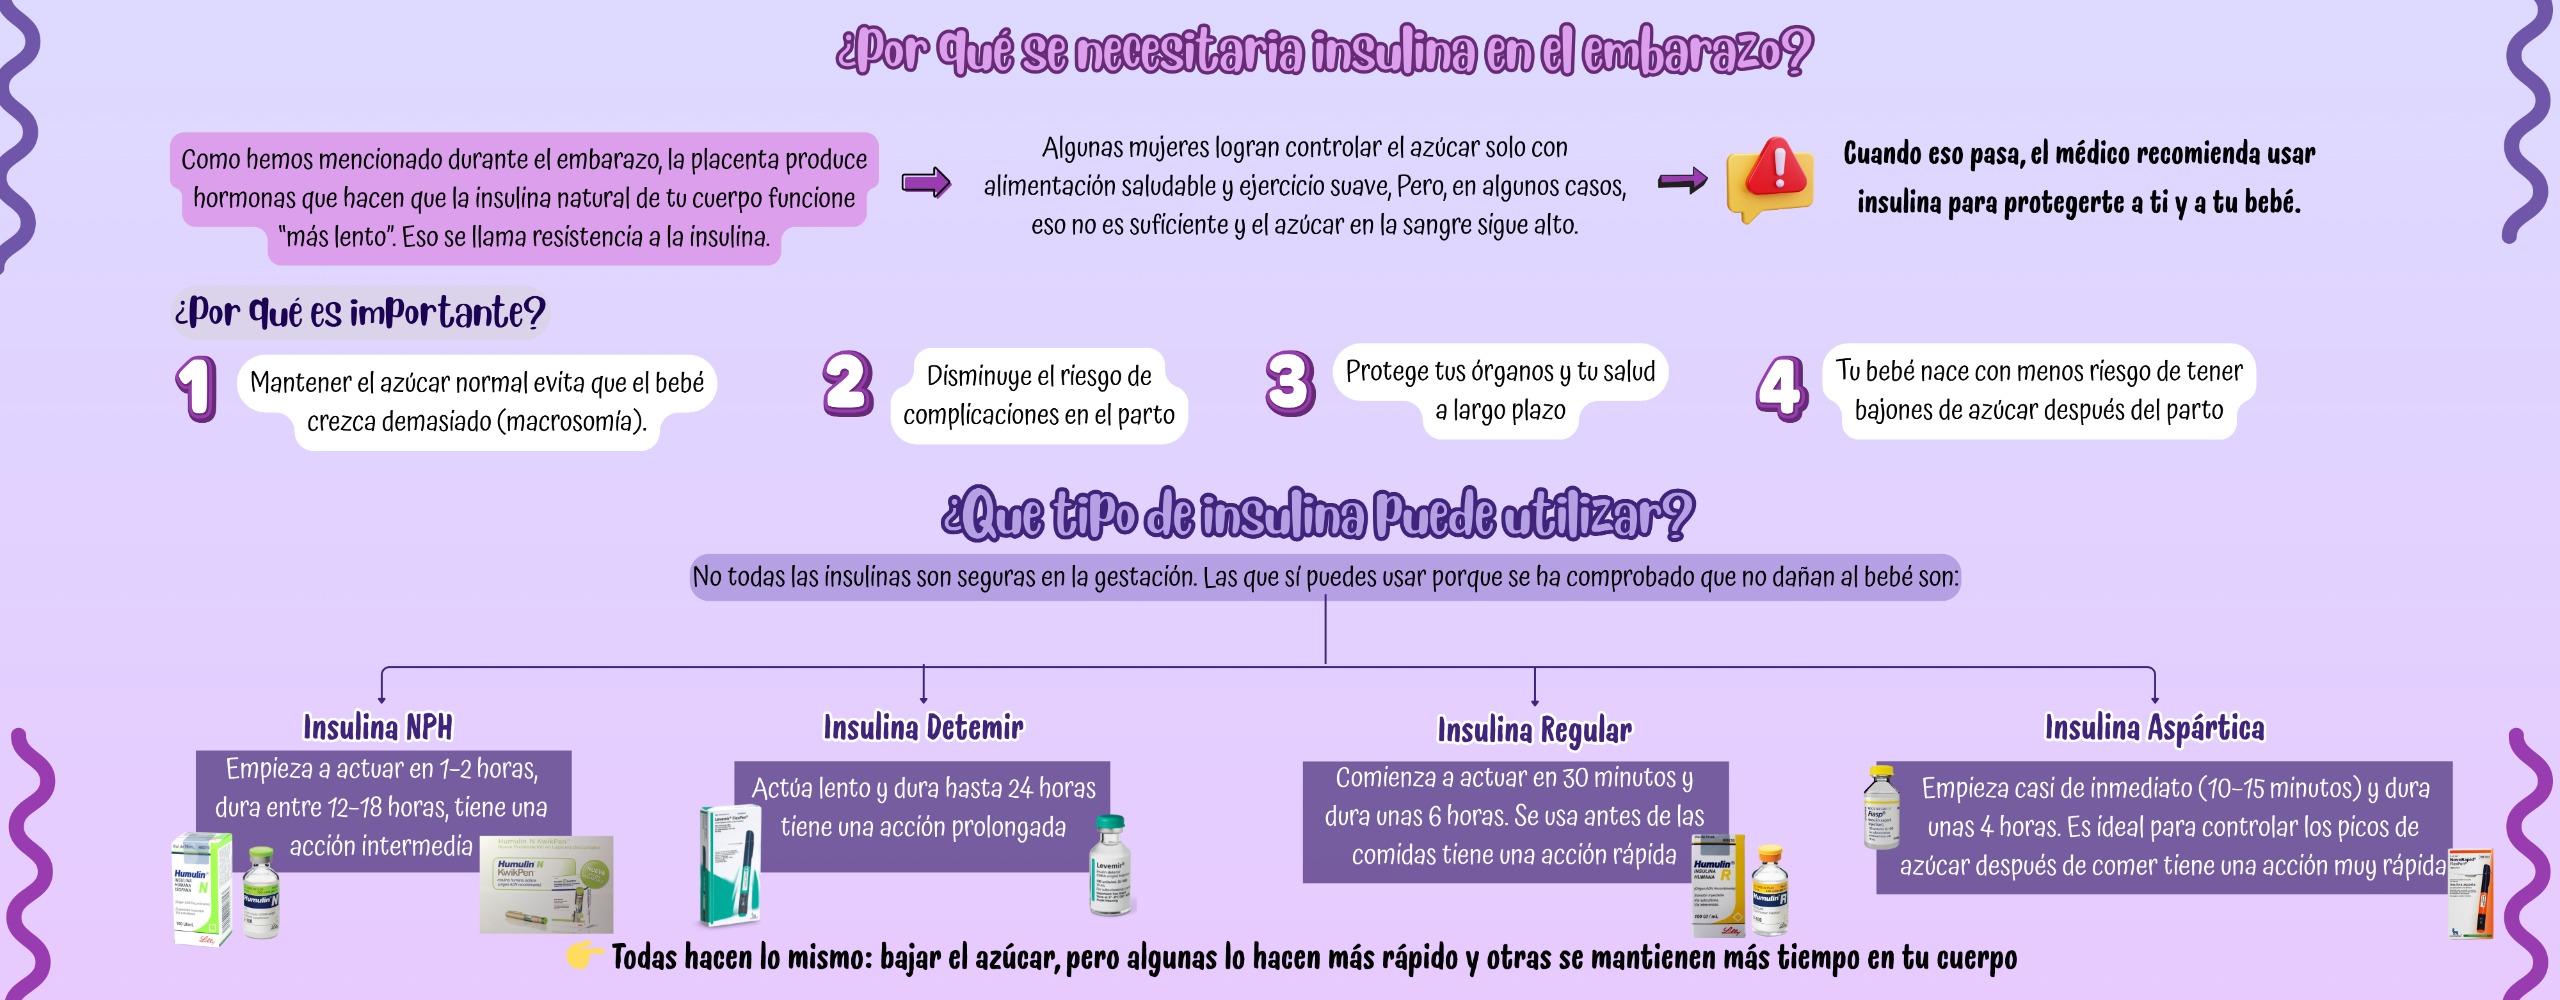 ¿Por qué se necesitaria insulina en el embarazo?
Como hemos mencionado durante el embarazo, la placenta produce
hormonas que hacen que la insulina natural de tu cuerpo funcione
"más lento". Eso se llama resistencia a la insulina.
Algunas mujeres logran controlar el azúcar solo con
alimentación saludable y ejercicio suave, Pero, en algunos casos,
eso no es suficiente y el azúcar en la sangre sigue alto.
Cuando eso pasa, el médico recomienda usar
insulina para protegerte a ti y a tu bebé.
¿Por qué es importante?
1
Mantener el azúcar normal evita que el bebé
crezca demasiado (macrosomía).
2
Disminuye el riesgo de
complicaciones en el parto
3
Protege tus órganos y tu salud
a largo plazo
4
Tu bebé nace con menos riesgo de tener
bajones de azúcar después del parto
¿Que tipo de insulina puede utilizar?
No todas las insulinas son seguras en la gestación. Las que sí puedes usar porque se ha comprobado que no dañan al bebé son:
Insulina NPH
Empieza a actuar en 1-2 horas,
dura entre 12-18 horas, tiene una
acción intermedia
Humulin N
Humulin N
Humulin N
KwikPen
Lilly
Insulina Detemir
Actúa lento y dura hasta 24 horas
tiene una acción prolongada
Levemir FlexPen
Levemir
Insulina Regular
Comienza a actuar en 30 minutos y
dura unas 6 horas. Se usa antes de las
comidas tiene una acción rápida
Humulin
INSULINA
HUMANA R
Lilly
Humulin R
Insulina Aspártica
Empieza casi de inmediato (10-15 minutos) y dura
unas 4 horas. Es ideal para controlar los picos de
azúcar después de comer tiene una acción muy rápida
Fiasp
NovoRapid
Todas hacen lo mismo: bajar el azúcar, pero algunas lo hacen más rápido y otras se mantienen más tiempo en tu cuerpo